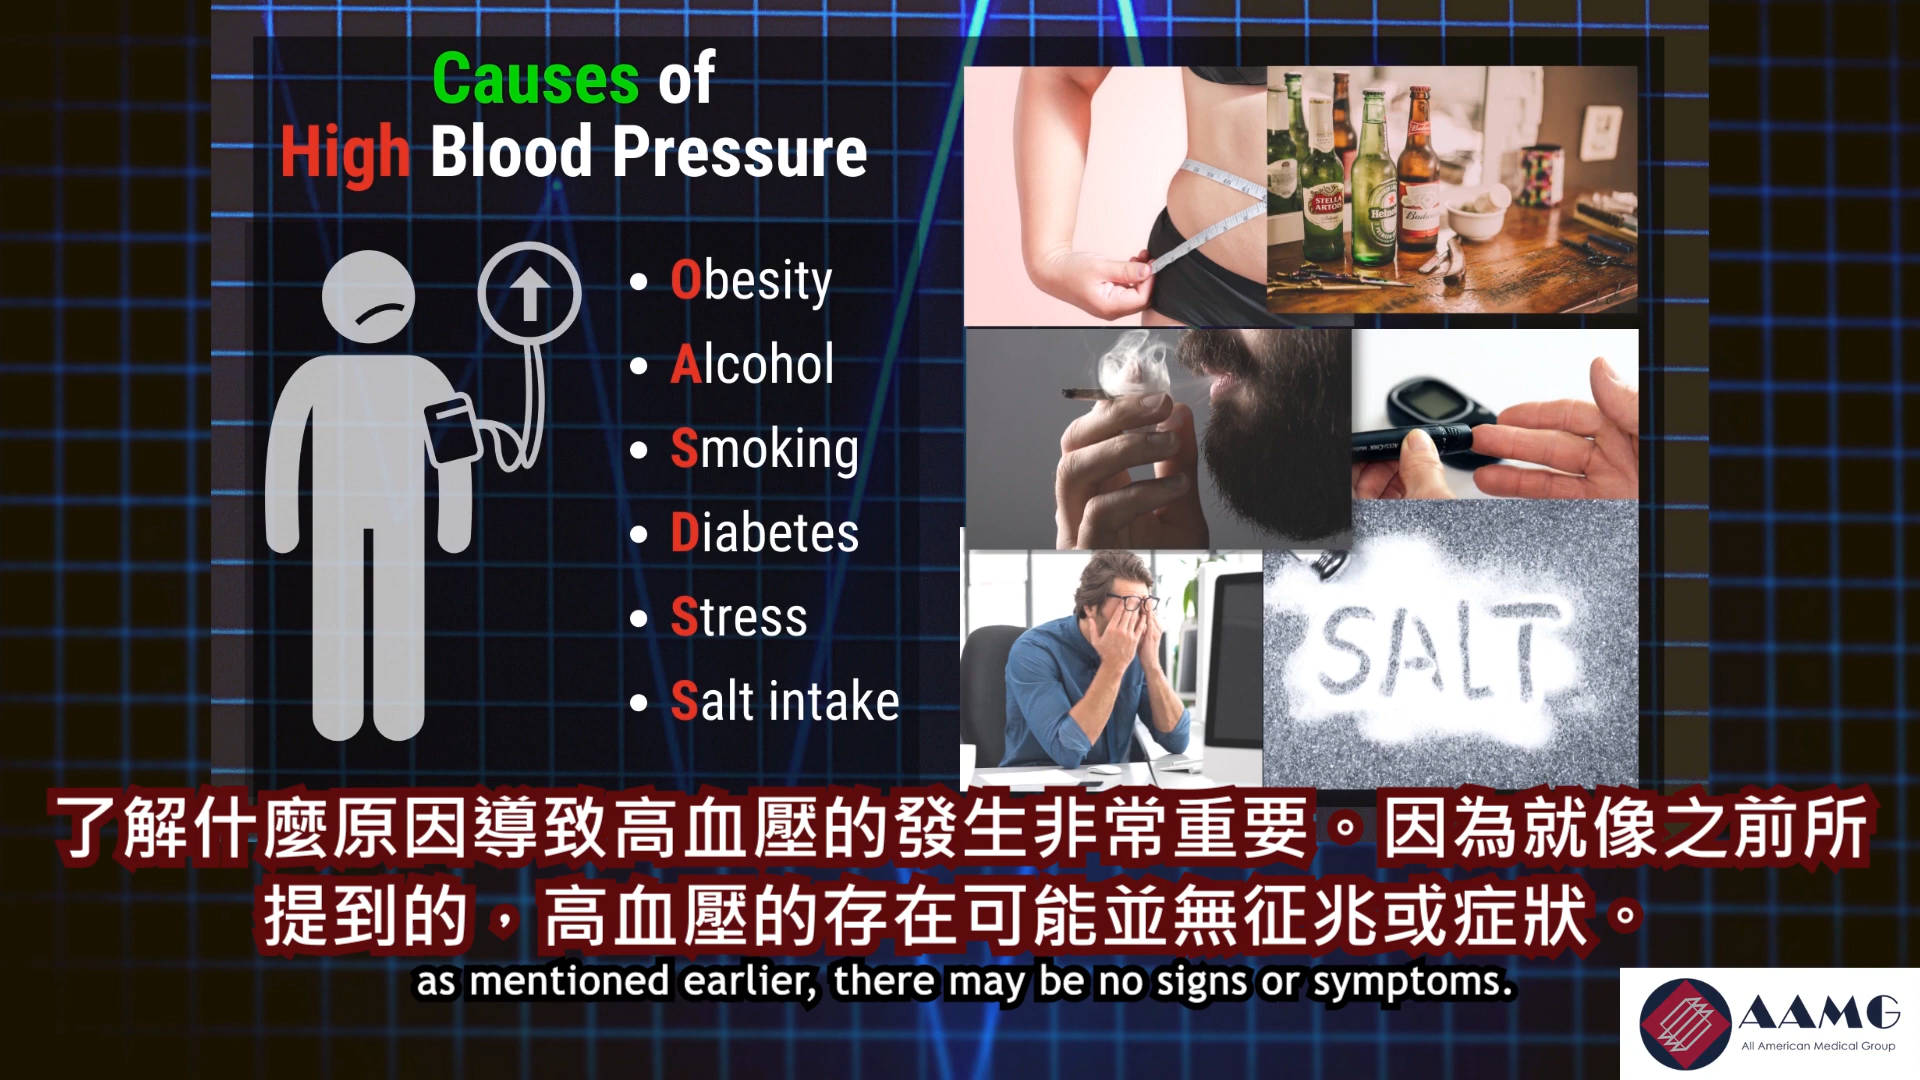 Causes of
High Blood Pressure
Obesity
Alcohol
Smoking
Diabetes
Stress
Salt intake
STELLA
ARTOIS
SALT
了解什麼原因導致高血壓的發生非常重要。因為就像之前所
提到的，高血壓的存在可能並無征兆或症狀。
as mentioned earlier, there may be no signs or symptoms.
AAMG
All American Medical Group